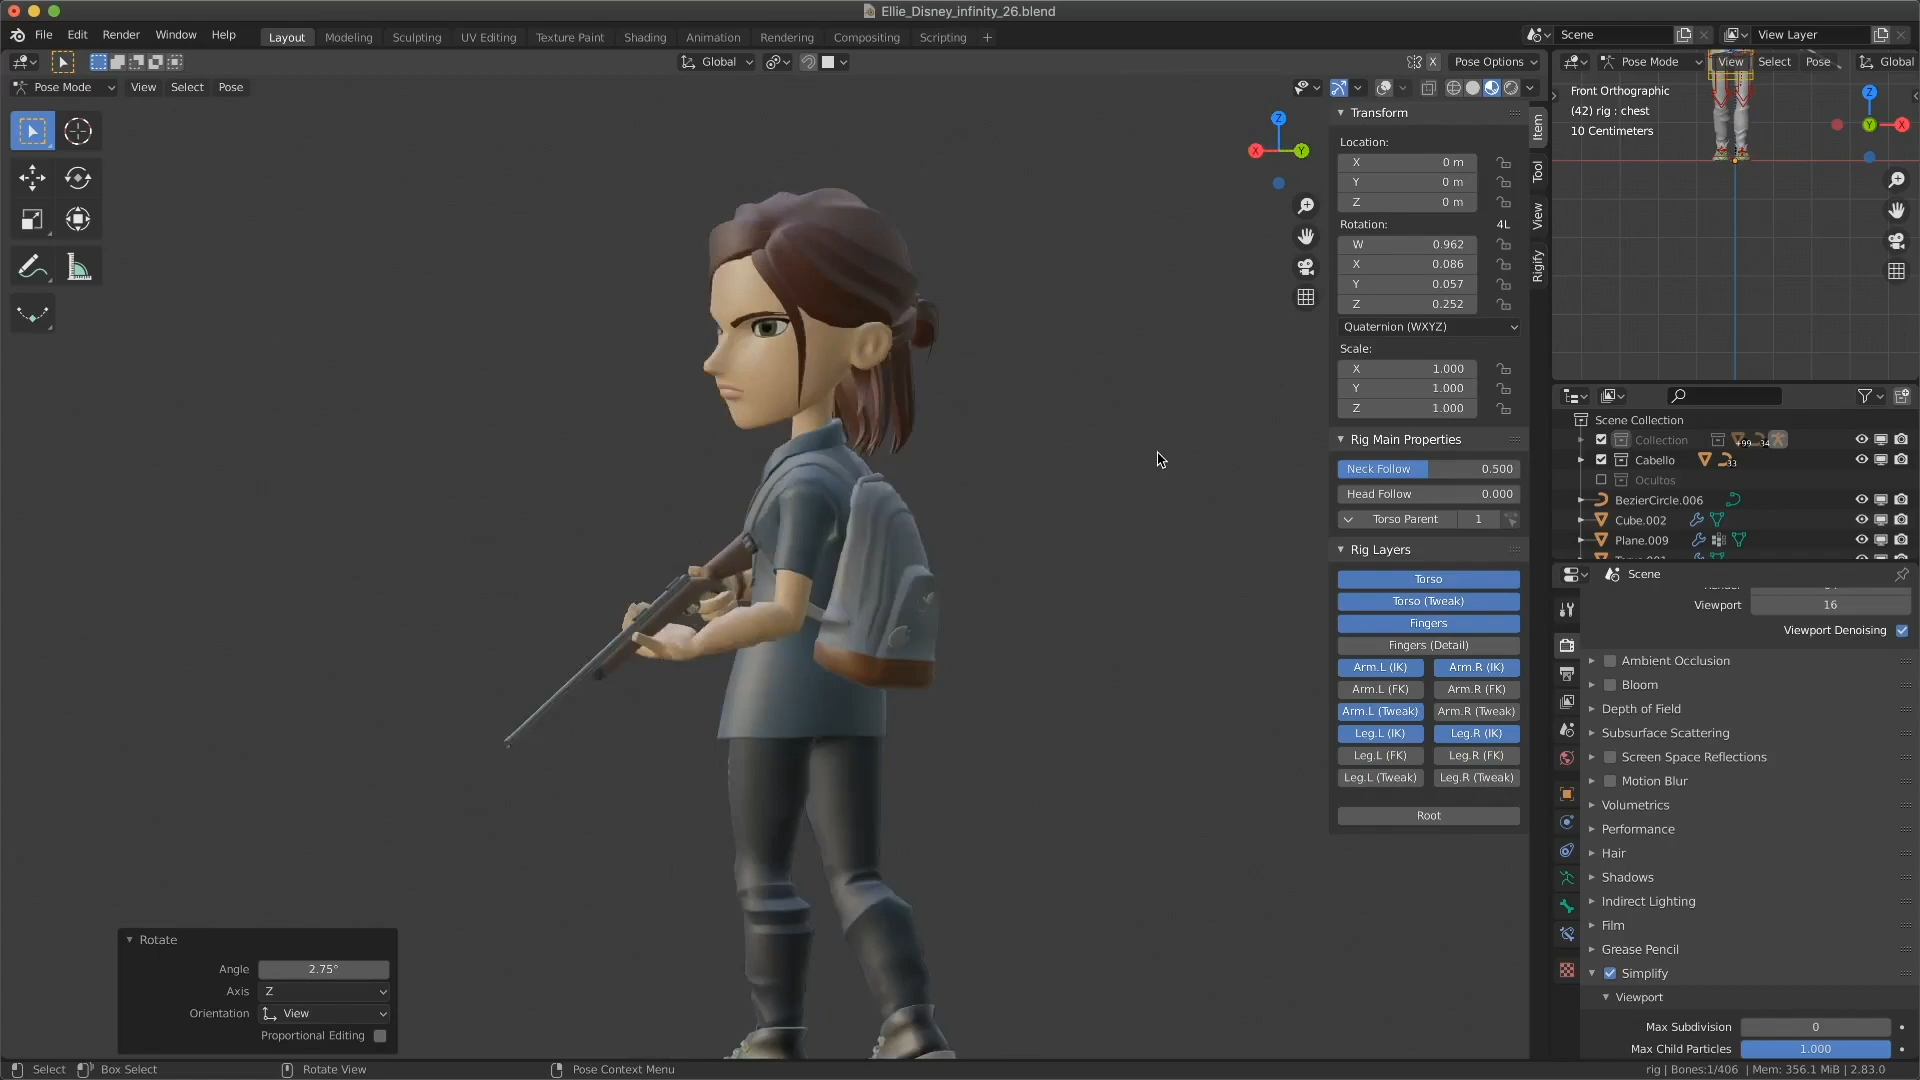 Ellie_Disney_infinity_26.blend
File Edit Render Window Help
Layout Modeling Sculpting UV Editing Texture Paint Shading Animation Rendering Compositing Scripting
Scene
View Layer
Global
X
Pose Options
Pose Mode View Select Pose
Global
Pose Mode View Select Pose
Front Orthographic
(42) rig : chest
10 Centimeters
Z
X
Y
Z
Y
X
Item
Tool
View
Rigify
Transform
Location:
X 0 m
Y 0 m
Z 0 m
Rotation: 4L
W 0.962
X 0.086
Y 0.057
Z 0.252
Quaternion (WXYZ)
Scale:
X 1.000
Y 1.000
Z 1.000
Rig Main Properties
Neck Follow 0.500
Head Follow 0.000
Torso Parent 1
Rig Layers
Torso
Torso (Tweak)
Fingers
Fingers (Detail)
Arm.L (IK) Arm.R (IK)
Arm.L (FK) Arm.R (FK)
Arm.L (Tweak) Arm.R (Tweak)
Leg.L (IK) Leg.R (IK)
Leg.L (FK) Leg.R (FK)
Leg.L (Tweak) Leg.R (Tweak)
Root
Scene Collection
Collection +99 34
Cabello 33
Ocultos
BezierCircle.006
Cube.002
Plane.009
Scene
Viewport 16
Viewport Denoising
Ambient Occlusion
Bloom
Depth of Field
Subsurface Scattering
Screen Space Reflections
Motion Blur
Volumetrics
Performance
Hair
Shadows
Indirect Lighting
Film
Grease Pencil
Simplify
Viewport
Max Subdivision 0
Max Child Particles 1.000
Rotate
Angle 2.75°
Axis Z
Orientation View
Proportional Editing
Select Box Select Rotate View Pose Context Menu
rig | Bones:1/406 | Mem: 356.1 MiB | 2.83.0